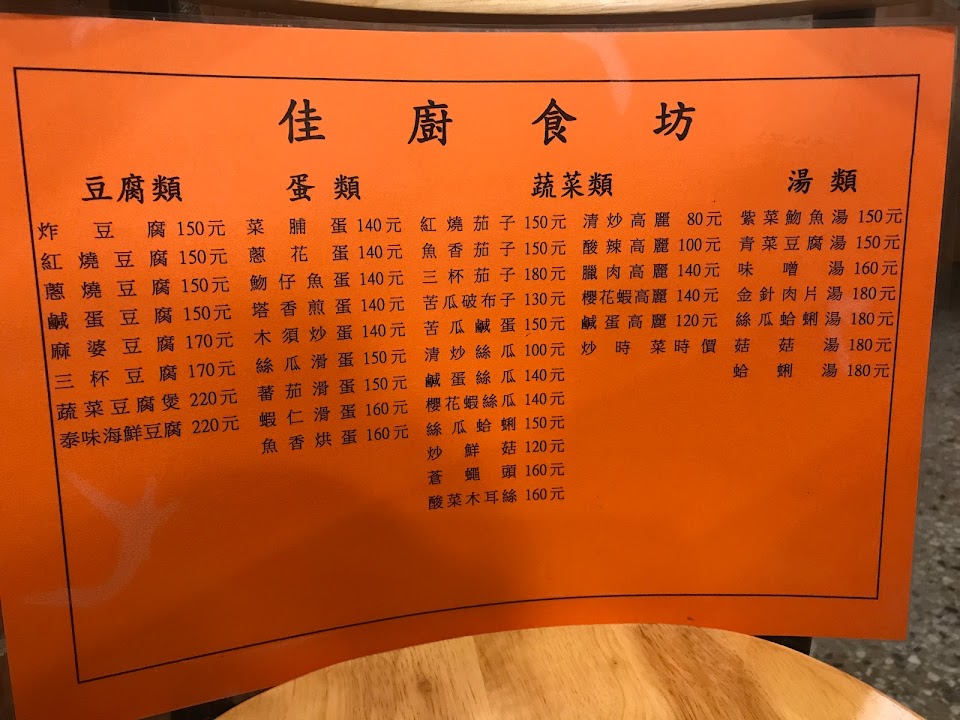 佳廚食坊
豆腐類
炸豆腐 150元
紅燒豆腐 150元
蔥燒豆腐 150元
鹹蛋豆腐 150元
麻婆豆腐 170元
三杯豆腐 170元
蔬菜豆腐煲 220元
泰味海鮮豆腐 220元
蛋類
菜脯蛋 140元
蔥花蛋 140元
魩仔魚蛋 140元
塔香煎蛋 140元
木須炒蛋 140元
絲瓜滑蛋 150元
蕃茄滑蛋 150元
蝦仁滑蛋 160元
魚香烘蛋 160元
蔬菜類
紅燒茄子 150元
魚香茄子 150元
三杯茄子 180元
苦瓜破布子 130元
苦瓜鹹蛋 150元
清炒絲瓜 100元
鹹蛋絲瓜 140元
櫻花蝦絲瓜 140元
絲瓜蛤蜊 150元
炒鮮菇 120元
蒼蠅頭 160元
酸菜木耳絲 160元
清炒高麗 80元
酸辣高麗 100元
臘肉高麗 140元
櫻花蝦高麗 140元
鹹蛋高麗 120元
炒時菜時價
湯類
紫菜魩魚湯 150元
青菜豆腐湯 150元
味噌湯 160元
金針肉片湯 180元
絲瓜蛤蜊湯 180元
菇菇湯 180元
蛤蜊湯 180元